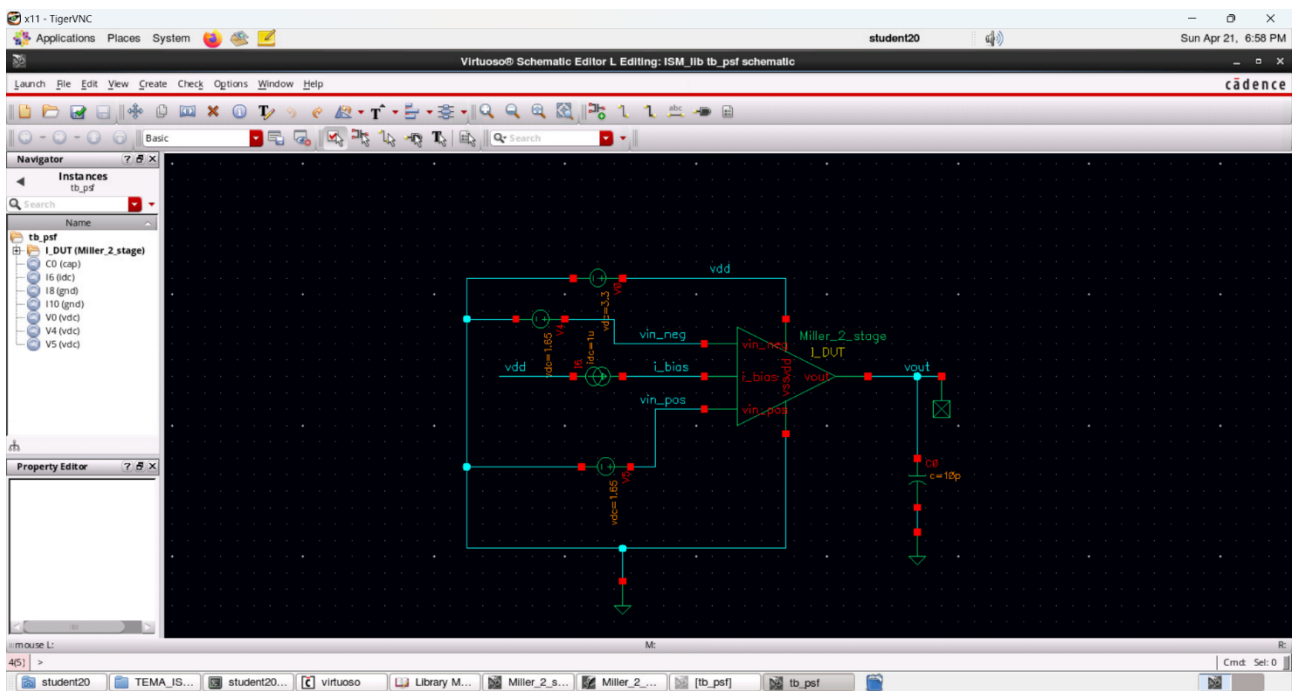 x11 - TigerVNC
Applications Places System student20 Sun Apr 21, 6:58 PM
Virtuoso® Schematic Editor L Editing: ISM_lib tb_psf schematic
Launch File Edit View Create Check Options Window Help cādence
Basic Search
Navigator
Instances
tb_psf
Search
Name
tb_psf
I_DUT (Miller_2_stage)
C0 (cap)
I6 (idc)
I8 (gnd)
I10 (gnd)
V0 (vdc)
V4 (vdc)
V5 (vdc)
Property Editor
vdd
V0
vdc=3.3
V4
vdc=1.65
vin_neg
vdd
I6
idc=1u
i_bias
vin_pos
V5
vdc=1.65
Miller_2_stage
I_DUT
vin_neg
i_bias
vin_pos
vdd
vss
vout
vout
C0
c=10p
mouse L: M: R:
4(5) > Cmd: Sel: 0
student20 TEMA_IS... student20... virtuoso Library M... Miller_2_s... Miller_2_... [tb_psf] tb_psf